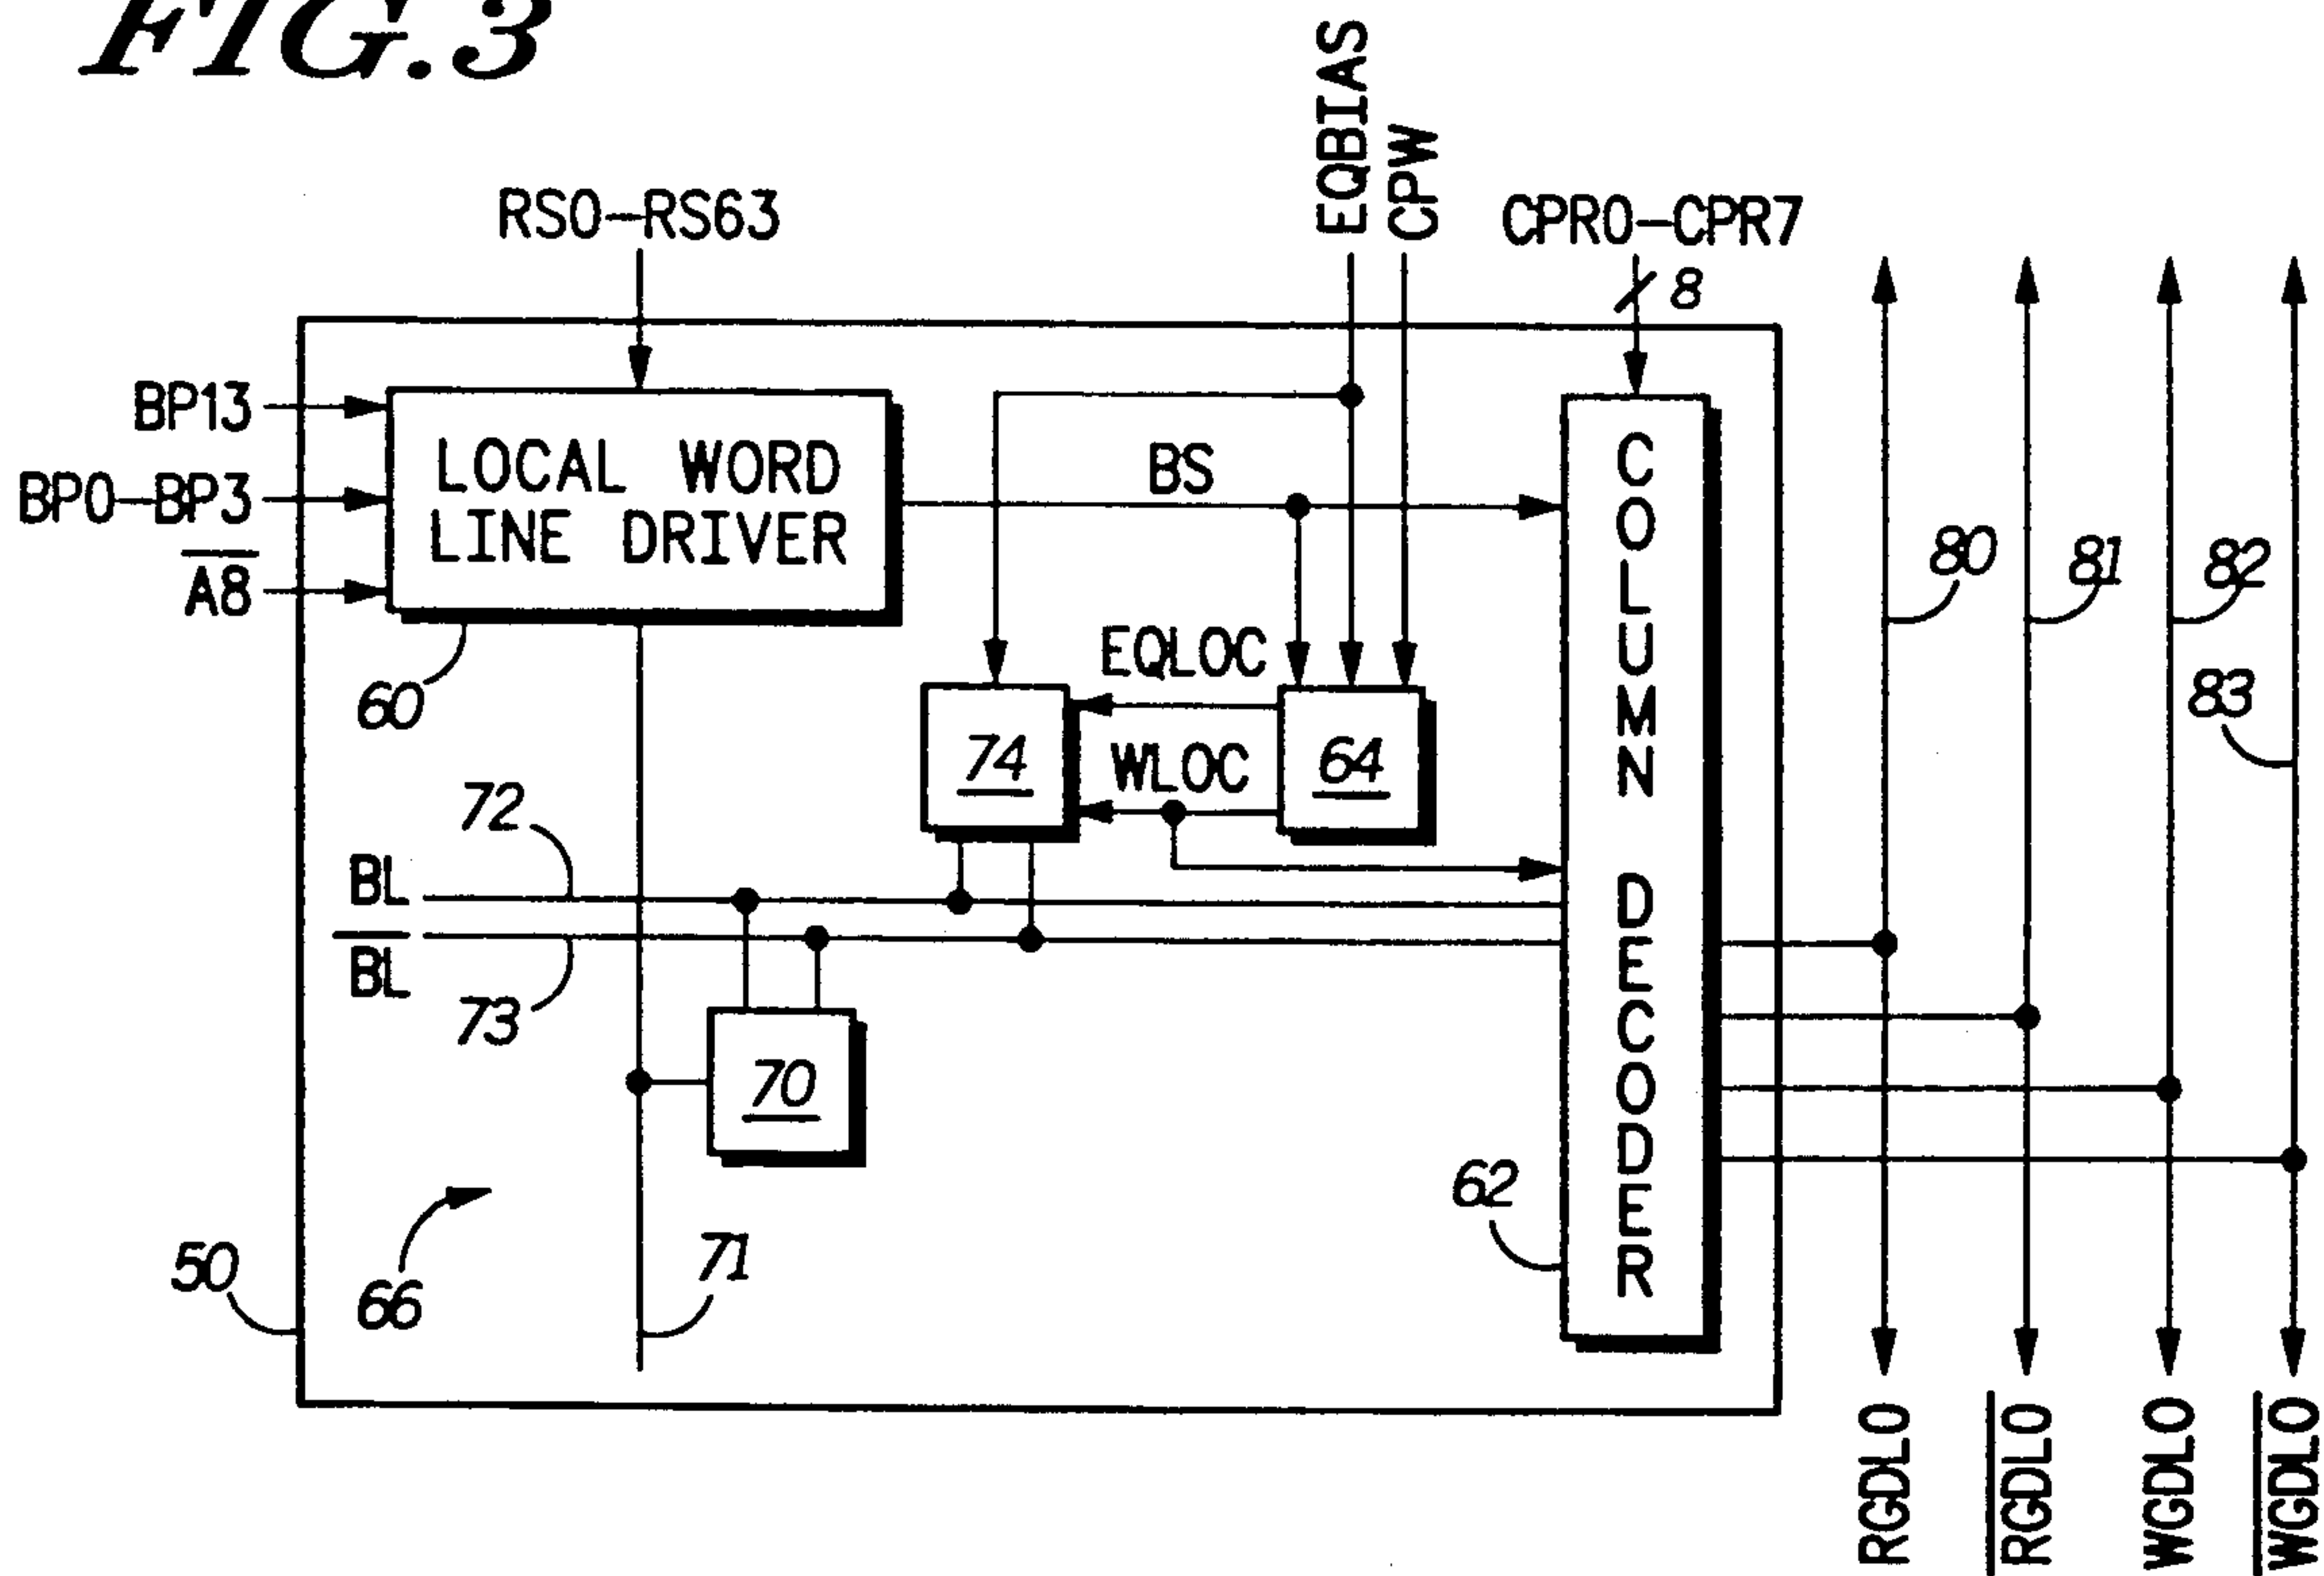 FIG.3
EQBIAS
CPW
RS0-RS63
CPR0-CPR7
8
BP13
BP0-BP3
A8
LOCAL WORD
LINE DRIVER
BS
COLUMN DECODER
80
81
82
83
60
EQLOC
WLOC
74
64
72
BL
BL
73
70
62
71
50
66
RGDL0
RGDL0
WGDL0
WGDL0